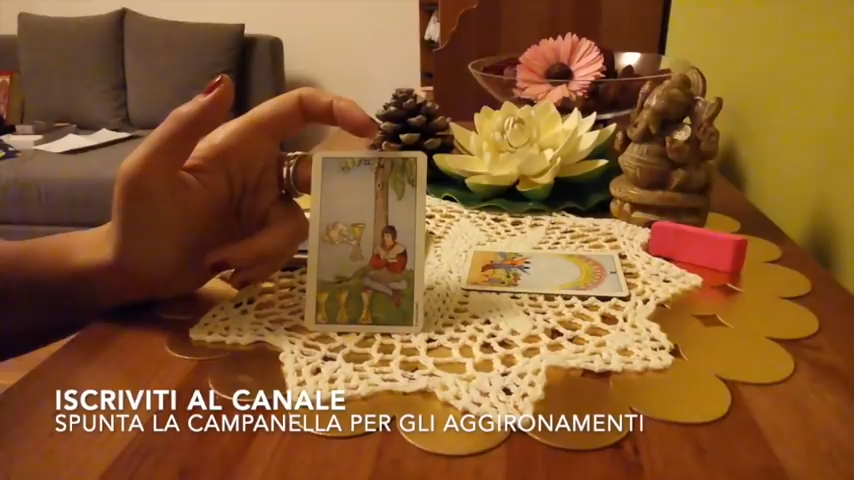 ISCRIVITI AL CANALE
SPUNTA LA CAMPANELLA PER GLI AGGIRONAMENTI